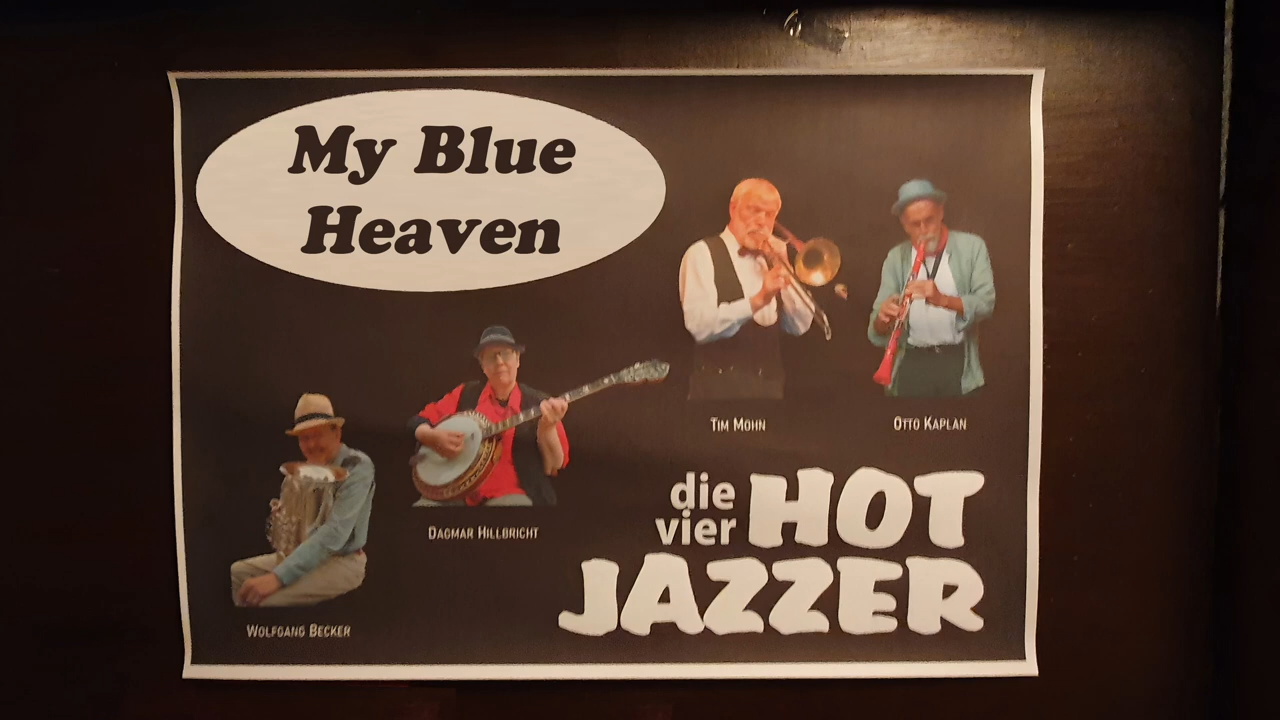 My Blue
Heaven
TIM MOHN
OTTO KAPLAN
DAGMAR HILLBRICHT
WOLFGANG BECKER
die
vier HOT
JAZZER